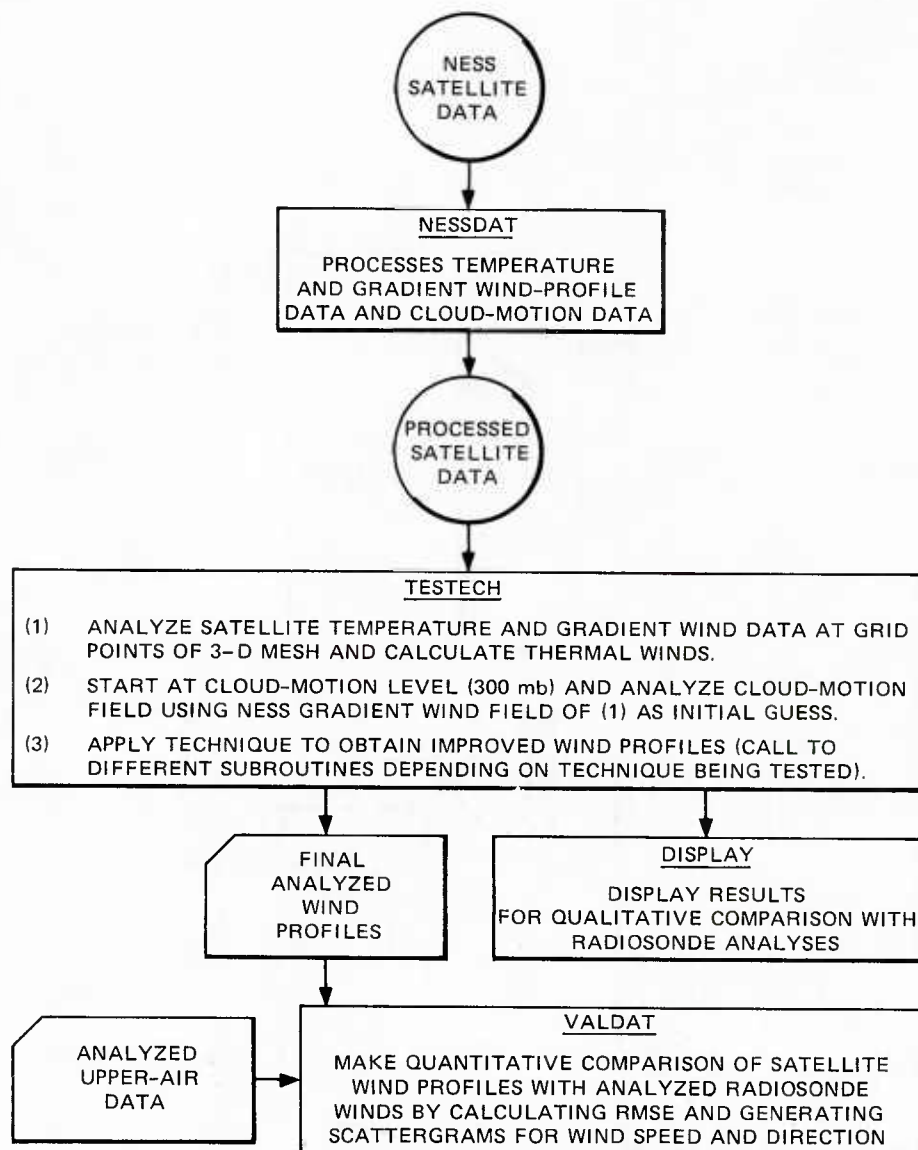 NESS
SATELLITE
DATA
NESSDAT
PROCESSES TEMPERATURE
AND GRADIENT WIND-PROFILE
DATA AND CLOUD-MOTION DATA
PROCESSED
SATELLITE
DATA
TESTECH
(1) ANALYZE SATELLITE TEMPERATURE AND GRADIENT WIND DATA AT GRID
POINTS OF 3-D MESH AND CALCULATE THERMAL WINDS.
(2) START AT CLOUD-MOTION LEVEL (300 mb) AND ANALYZE CLOUD-MOTION
FIELD USING NESS GRADIENT WIND FIELD OF (1) AS INITIAL GUESS.
(3) APPLY TECHNIQUE TO OBTAIN IMPROVED WIND PROFILES (CALL TO
DIFFERENT SUBROUTINES DEPENDING ON TECHNIQUE BEING TESTED).
FINAL
ANALYZED
WIND
PROFILES
DISPLAY
DISPLAY RESULTS
FOR QUALITATIVE COMPARISON WITH
RADIOSONDE ANALYSES
ANALYZED
UPPER-AIR
DATA
VALDAT
MAKE QUANTITATIVE COMPARISON OF SATELLITE
WIND PROFILES WITH ANALYZED RADIOSONDE
WINDS BY CALCULATING RMSE AND GENERATING
SCATTERGRAMS FOR WIND SPEED AND DIRECTION